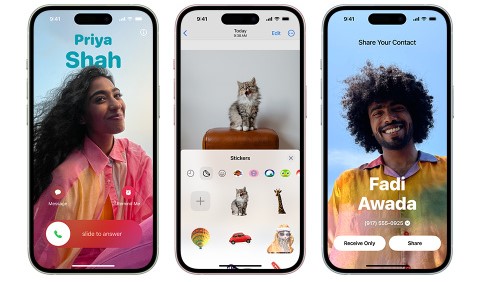 9:41
Priya
Shah
Message
Remind Me
slide to answer
9:41
Today
9:38 AM
Edit
Stickers
9:41
Share Your Contact
Fadi
Awada
(917) 555-0925
Receive Only
Share